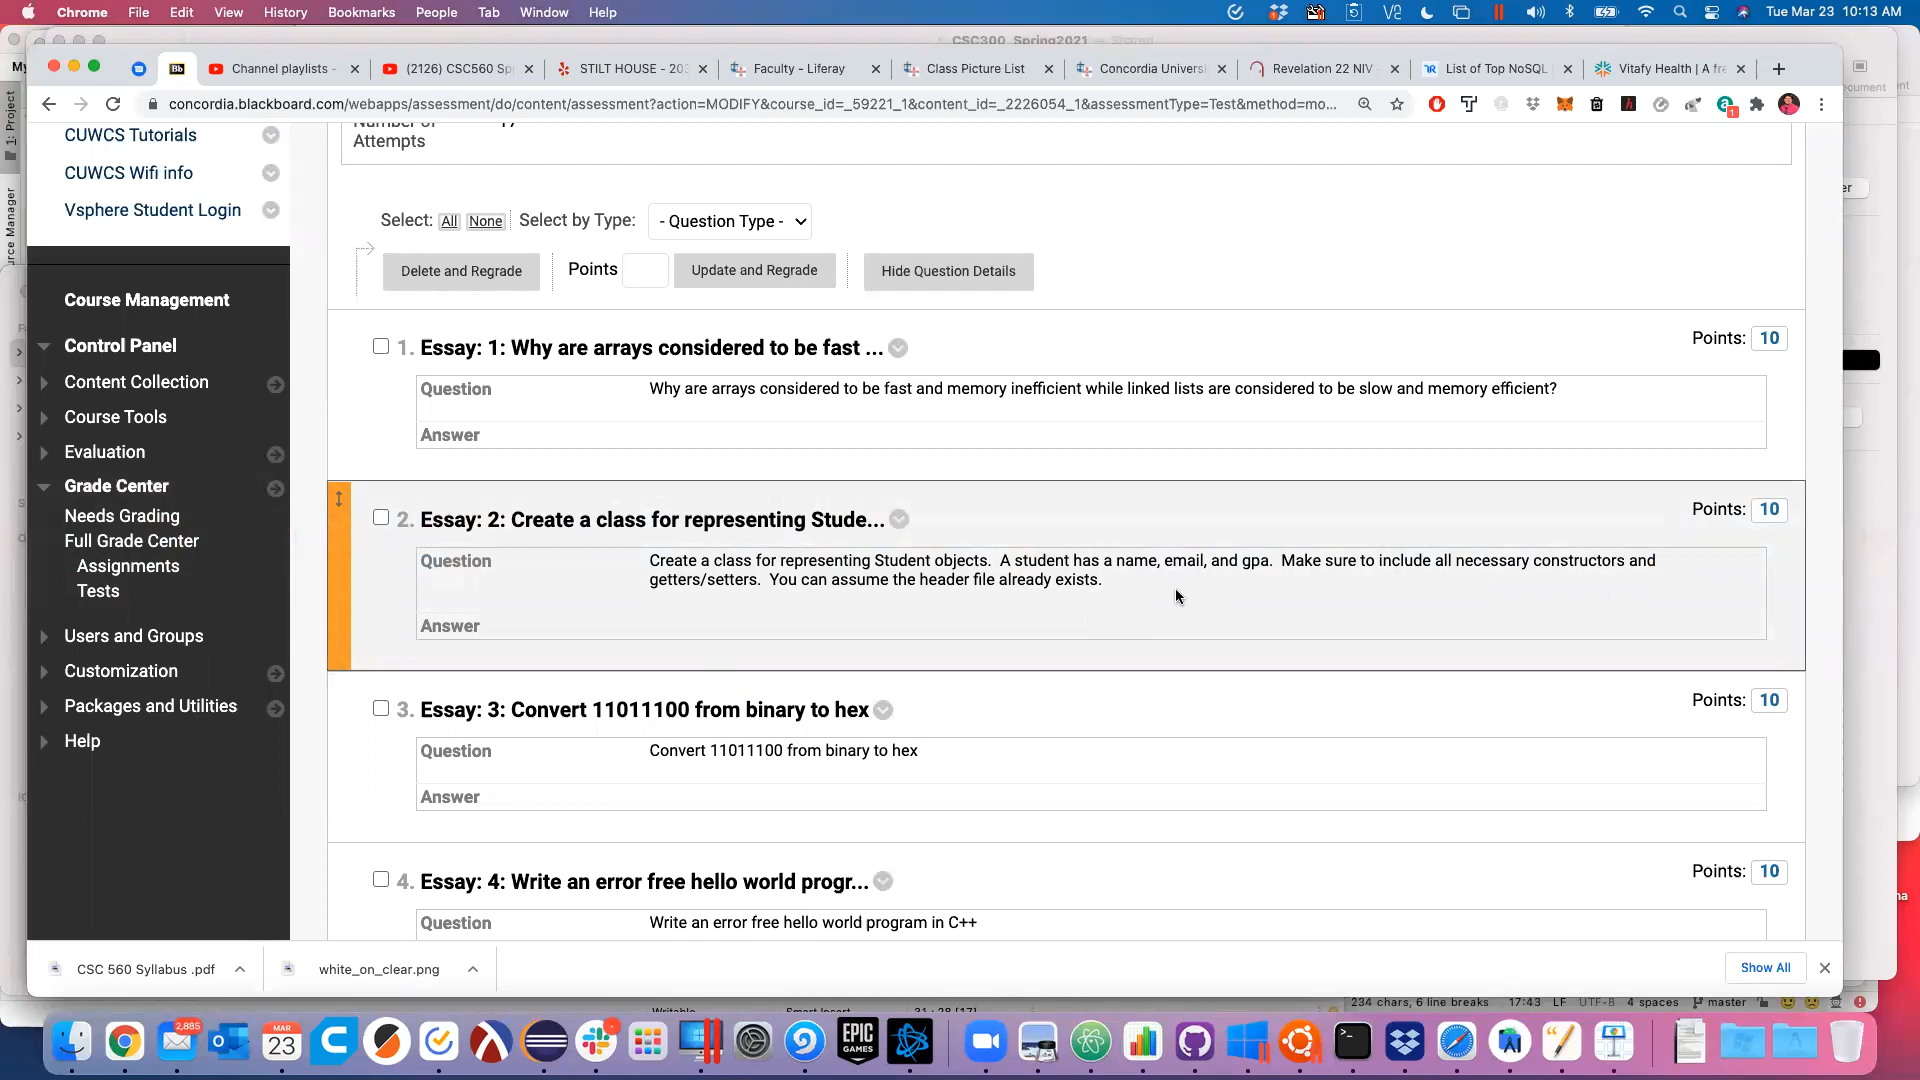 Chrome File Edit View History Bookmarks People Tab Window Help
Tue Mar 23 10:13 AM
CSC300_Spring2021 — Shared
Channel playlists - (2126) CSC560 Sp STILT HOUSE - 203 Faculty - Liferay Class Picture List Concordia Univers Revelation 22 NIV List of Top NoSQL Vitafy Health | A fre
concordia.blackboard.com/webapps/assessment/do/content/assessment?action=MODIFY&course_id=_59221_1&content_id=_2226054_1&assessmentType=Test&method=mo...
CUWCS Tutorials
CUWCS Wifi info
Vsphere Student Login
Course Management
Control Panel
Content Collection
Course Tools
Evaluation
Grade Center
Needs Grading
Full Grade Center
Assignments
Tests
Users and Groups
Customization
Packages and Utilities
Help
Number of 17
Attempts
Select: All None Select by Type: - Question Type -
Delete and Regrade Points Update and Regrade Hide Question Details
1. Essay: 1: Why are arrays considered to be fast ... Points: 10
Question Why are arrays considered to be fast and memory inefficient while linked lists are considered to be slow and memory efficient?
Answer
2. Essay: 2: Create a class for representing Stude... Points: 10
Question Create a class for representing Student objects. A student has a name, email, and gpa. Make sure to include all necessary constructors and
getters/setters. You can assume the header file already exists.
Answer
3. Essay: 3: Convert 11011100 from binary to hex Points: 10
Question Convert 11011100 from binary to hex
Answer
4. Essay: 4: Write an error free hello world progr... Points: 10
Question Write an error free hello world program in C++
CSC 560 Syllabus .pdf white_on_clear.png Show All
234 chars, 6 line breaks 17:43 LF UTF-8 4 spaces master
2,885
MAR
23
EPIC
GAMES